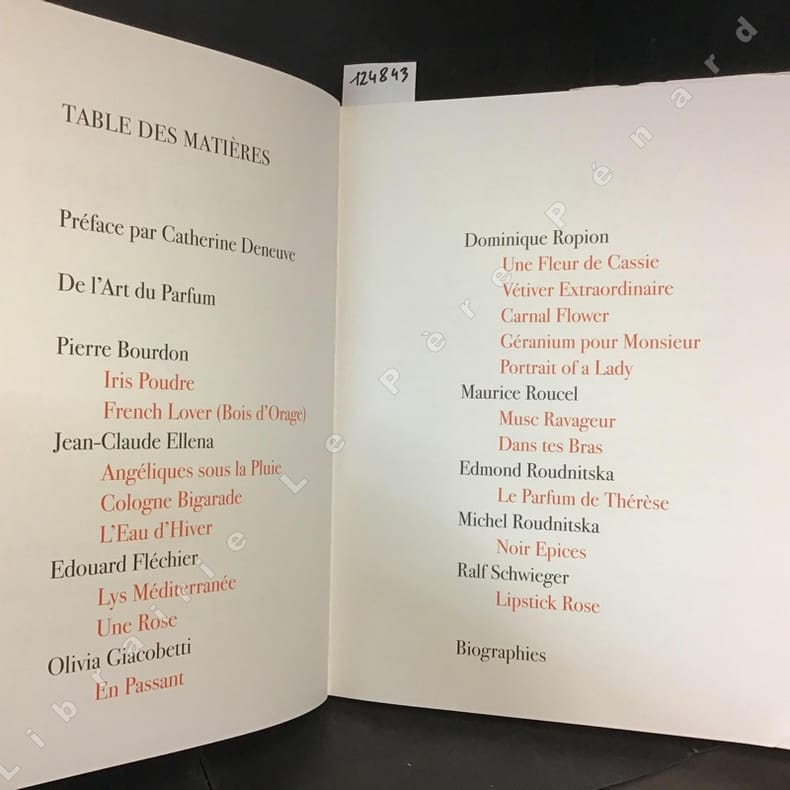 124843
TABLE DES MATIÈRES
Préface par Catherine Deneuve
De l'Art du Parfum
Pierre Bourdon
Iris Poudre
French Lover (Bois d'Orage)
Jean-Claude Ellena
Angéliques sous la Pluie
Cologne Bigarade
L'Eau d'Hiver
Edouard Fléchier
Lys Méditerranée
Une Rose
Olivia Giacobetti
En Passant
Dominique Ropion
Une Fleur de Cassie
Vétiver Extraordinaire
Carnal Flower
Géranium pour Monsieur
Portrait of a Lady
Maurice Roucel
Musc Ravageur
Dans tes Bras
Edmond Roudnitska
Le Parfum de Thérèse
Michel Roudnitska
Noir Epices
Ralf Schwieger
Lipstick Rose
Biographies
Librairie Le Père Pénard